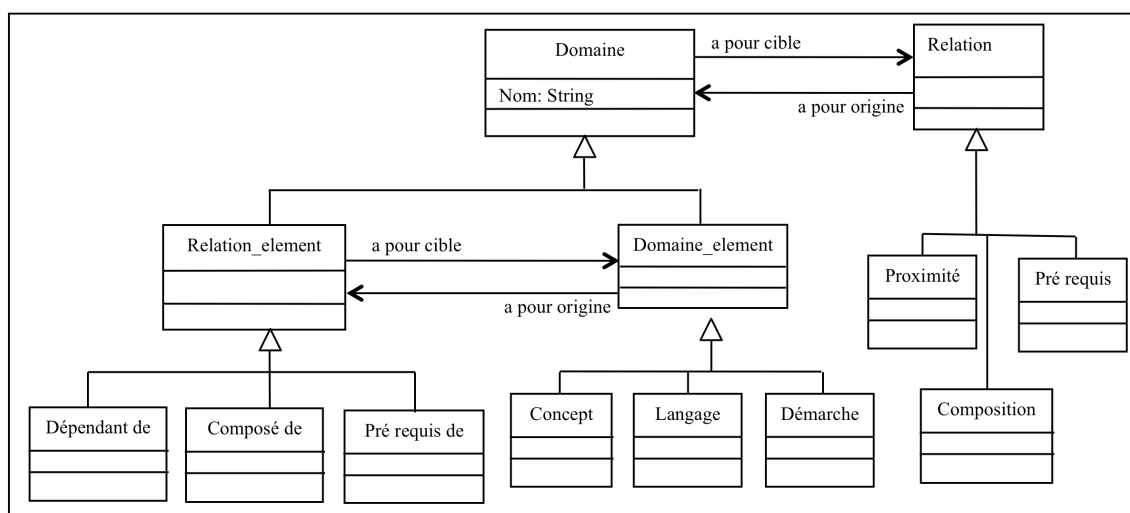 Domaine
a pour cible
Relation
Nom: String
a pour origine
Relation_element
a pour cible
Domaine_element
a pour origine
Proximité
Pré requis
Dépendant de
Composé de
Pré requis de
Concept
Langage
Démarche
Composition